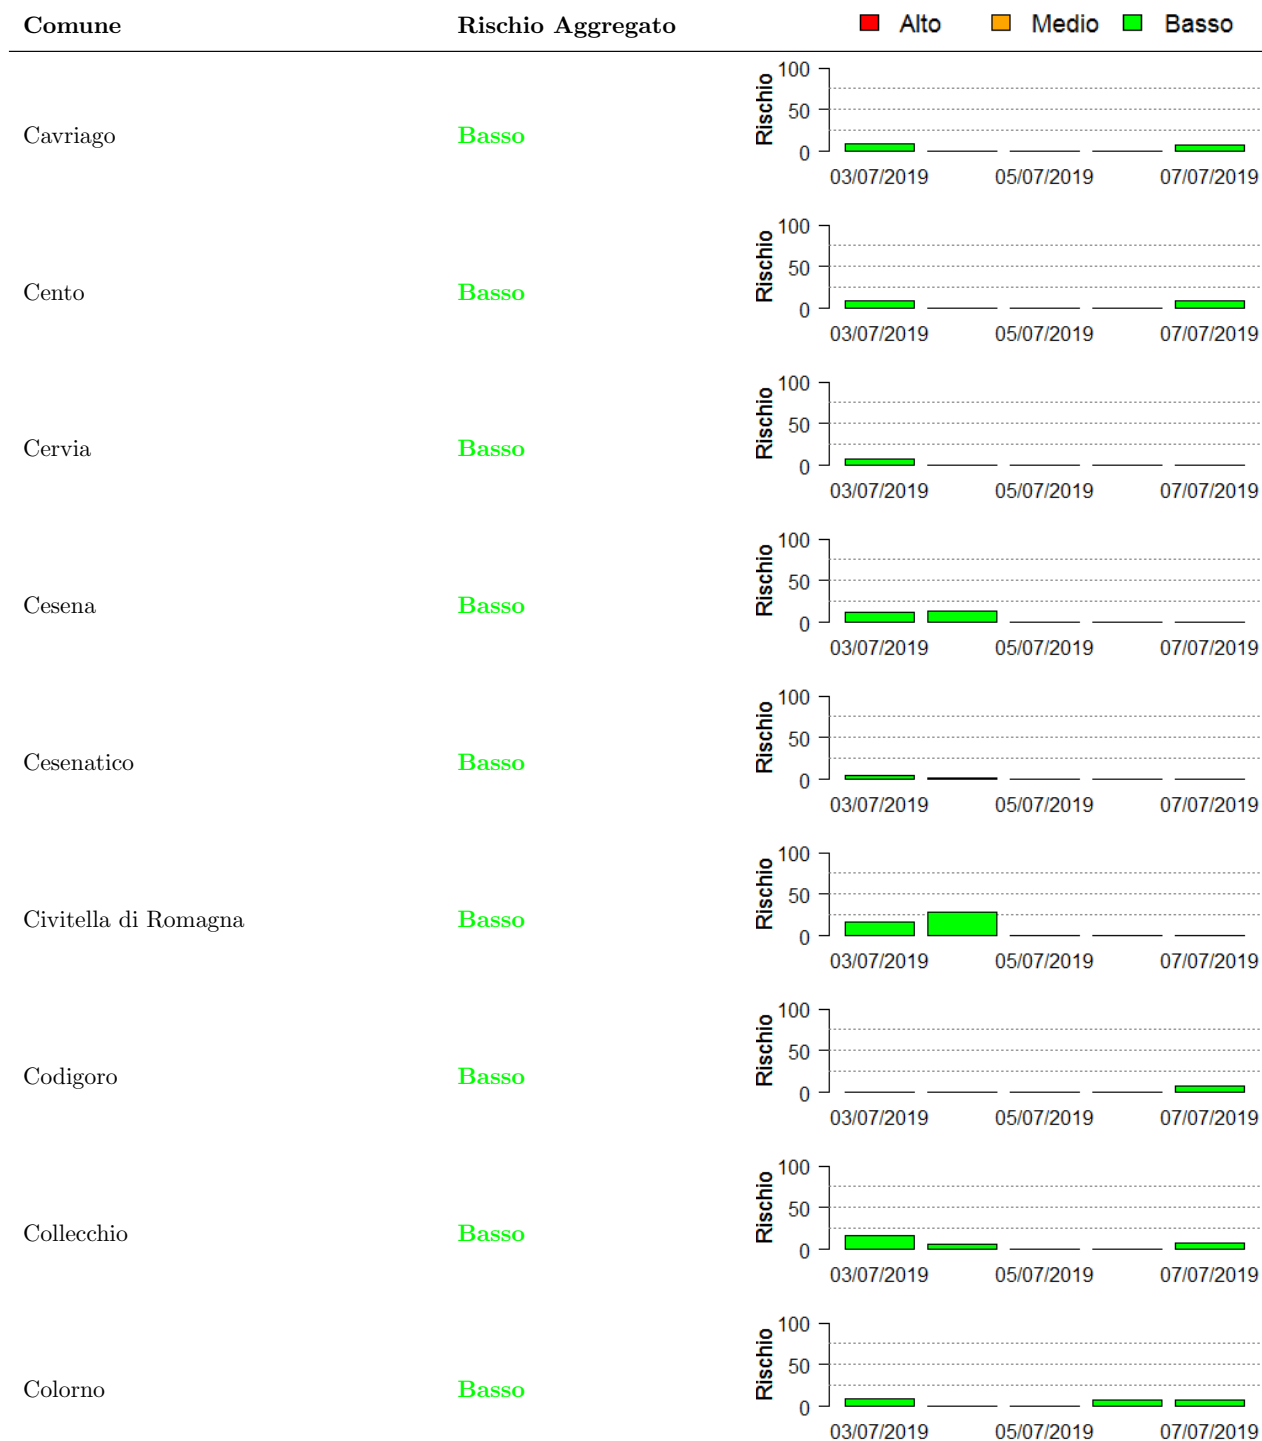 Comune Rischio Aggregato Alto Medio Basso
Cavriago Basso Rischio 100 50 0
03/07/2019 05/07/2019 07/07/2019
Cento Basso Rischio 100 50 0
03/07/2019 05/07/2019 07/07/2019
Cervia Basso Rischio 100 50 0
03/07/2019 05/07/2019 07/07/2019
Cesena Basso Rischio 100 50 0
03/07/2019 05/07/2019 07/07/2019
Cesenatico Basso Rischio 100 50 0
03/07/2019 05/07/2019 07/07/2019
Civitella di Romagna Basso Rischio 100 50 0
03/07/2019 05/07/2019 07/07/2019
Codigoro Basso Rischio 100 50 0
03/07/2019 05/07/2019 07/07/2019
Collecchio Basso Rischio 100 50 0
03/07/2019 05/07/2019 07/07/2019
Colorno Basso Rischio 100 50 0
03/07/2019 05/07/2019 07/07/2019